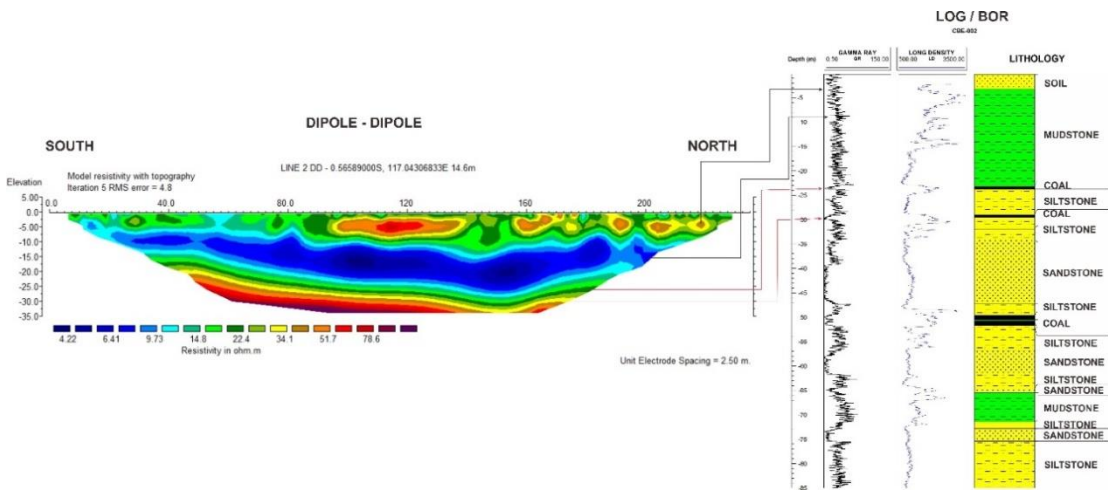 LOG / BOR
CBE-002
Depth (m)
GAMMA RAY
GR
LONG DENSITY
LD
3500.00
LITHOLOGY
DIPOLE - DIPOLE
SOUTH
NORTH
LINE 2 DD - 0.56589000S, 117.04306833E 14.6m
Model resistivity with topography
Iteration 5 RMS error = 4.8
Elevation
0.0 40.0 80.0 120 160 200
5.00
0.0
-5.00
-10.0
-15.0
-20.0
-25.0
-30.0
-35.0
4.22 6.41 9.73 14.8 22.4 34.1 51.7 78.6
Resistivity in ohm.m
Unit Electrode Spacing = 2.50 m.
SOIL
MUDSTONE
COAL
SILTSTONE
COAL
SILTSTONE
SANDSTONE
SILTSTONE
COAL
SILTSTONE
SANDSTONE
SILTSTONE
SANDSTONE
MUDSTONE
SILTSTONE
SANDSTONE
SILTSTONE